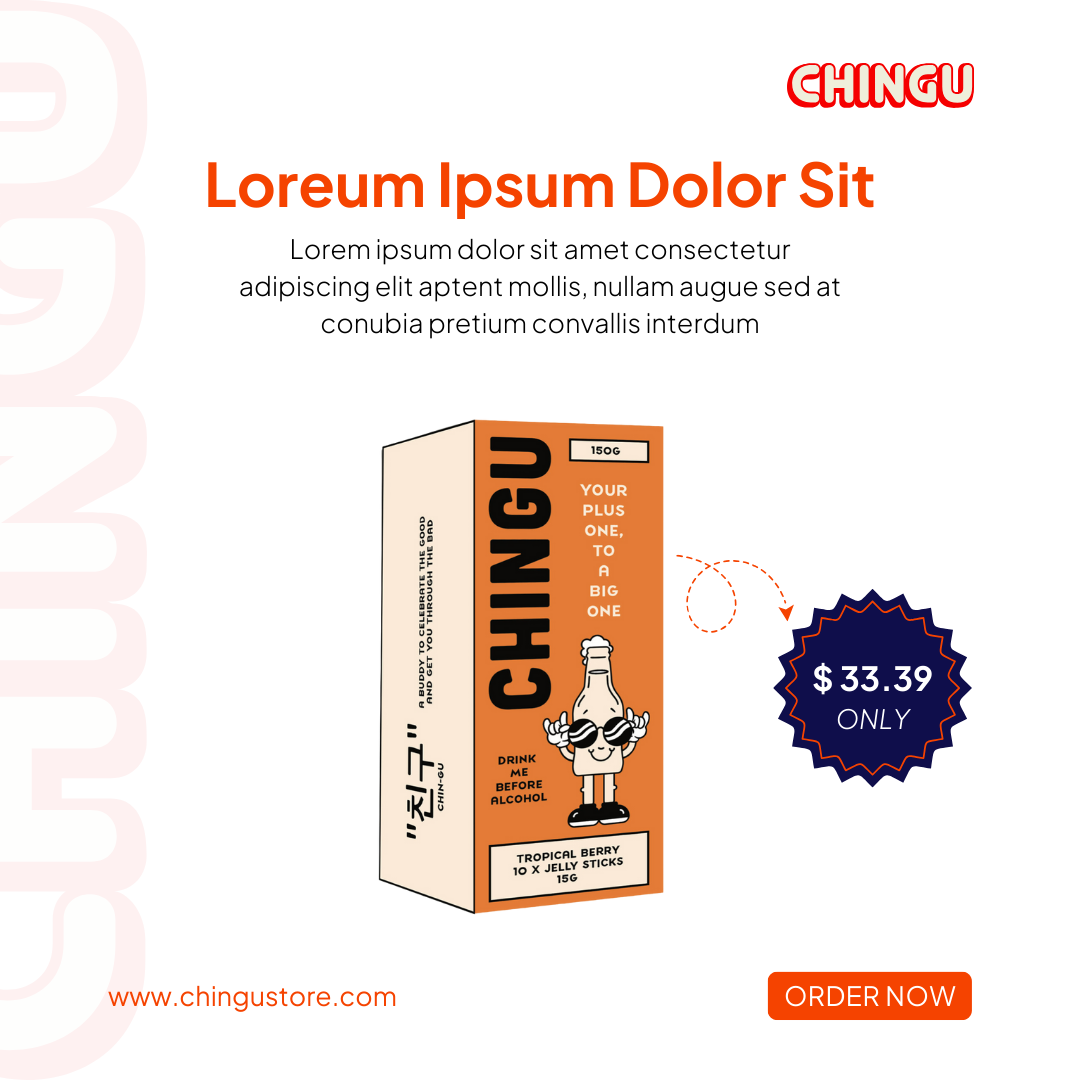 CHINGU
CHINGU
Loreum Ipsum Dolor Sit
Lorem ipsum dolor sit amet consectetur
adipiscing elit aptent mollis, nullam augue sed at
conubia pretium convallis interdum
A BUDDY TO CELEBRATE THE GOOD
AND GET YOU THROUGH THE BAD
"친구"
CHIN-GU
CHINGU
150G
YOUR
PLUS
ONE,
TO
A
BIG
ONE
DRINK
ME
BEFORE
ALCOHOL
TROPICAL BERRY
10 X JELLY STICKS
15G
$ 33.39
ONLY
www.chingustore.com
ORDER NOW